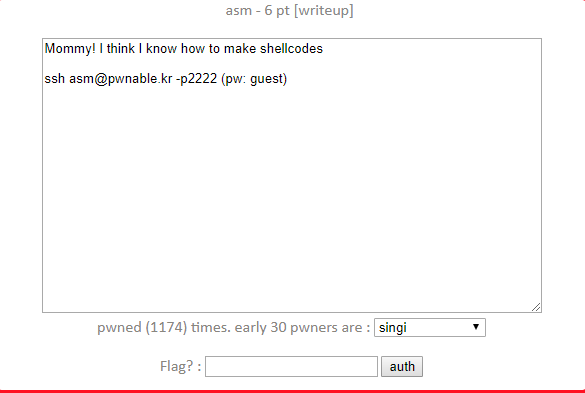 asm - 6 pt [writeup]
Mommy! I think I know how to make shellcodes
ssh asm@pwnable.kr -p2222 (pw: guest)
pwned (1174) times. early 30 pwners are : singi
Flag? : auth